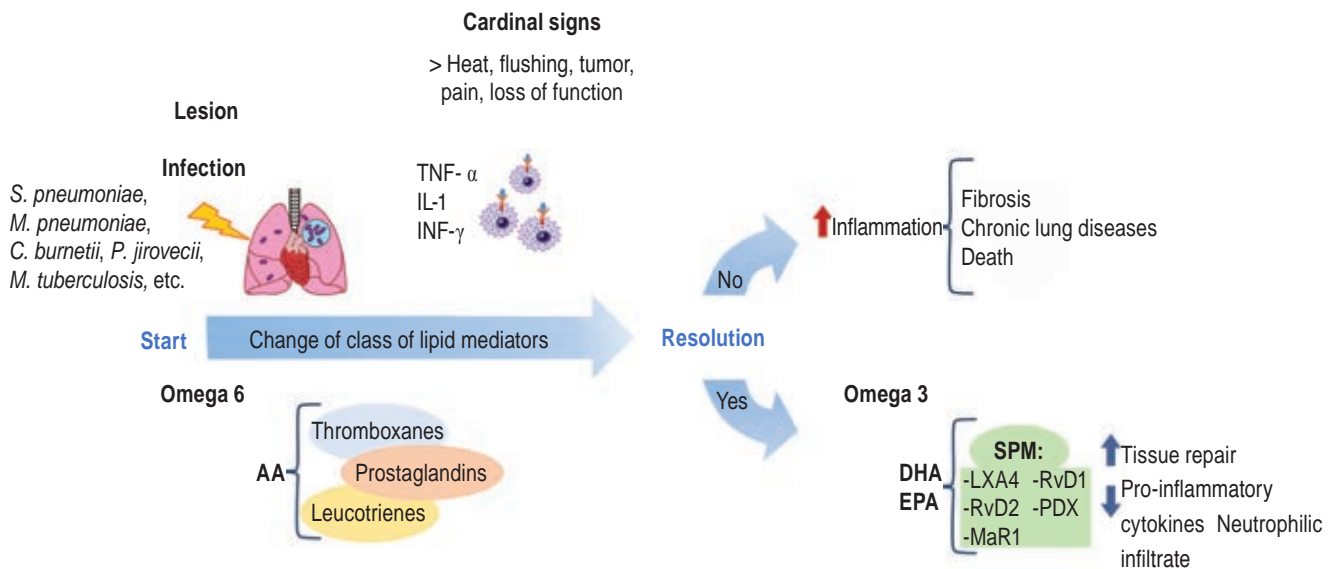 Cardinal signs
> Heat, flushing, tumor,
pain, loss of function
Lesion
Infection
S. pneumoniae,
M. pneumoniae,
C. burnetii, P. jirovecii,
M. tuberculosis, etc.
TNF- α
IL-1
INF-γ
Start
Change of class of lipid mediators
Resolution
No
Inflammation
Fibrosis
Chronic lung diseases
Death
Yes
Omega 6
AA
Thromboxanes
Prostaglandins
Leucotrienes
Omega 3
DHA
EPA
SPM:
-LXA4 -RvD1
-RvD2 -PDX
-MaR1
Tissue repair
Pro-inflammatory
cytokines Neutrophilic
infiltrate